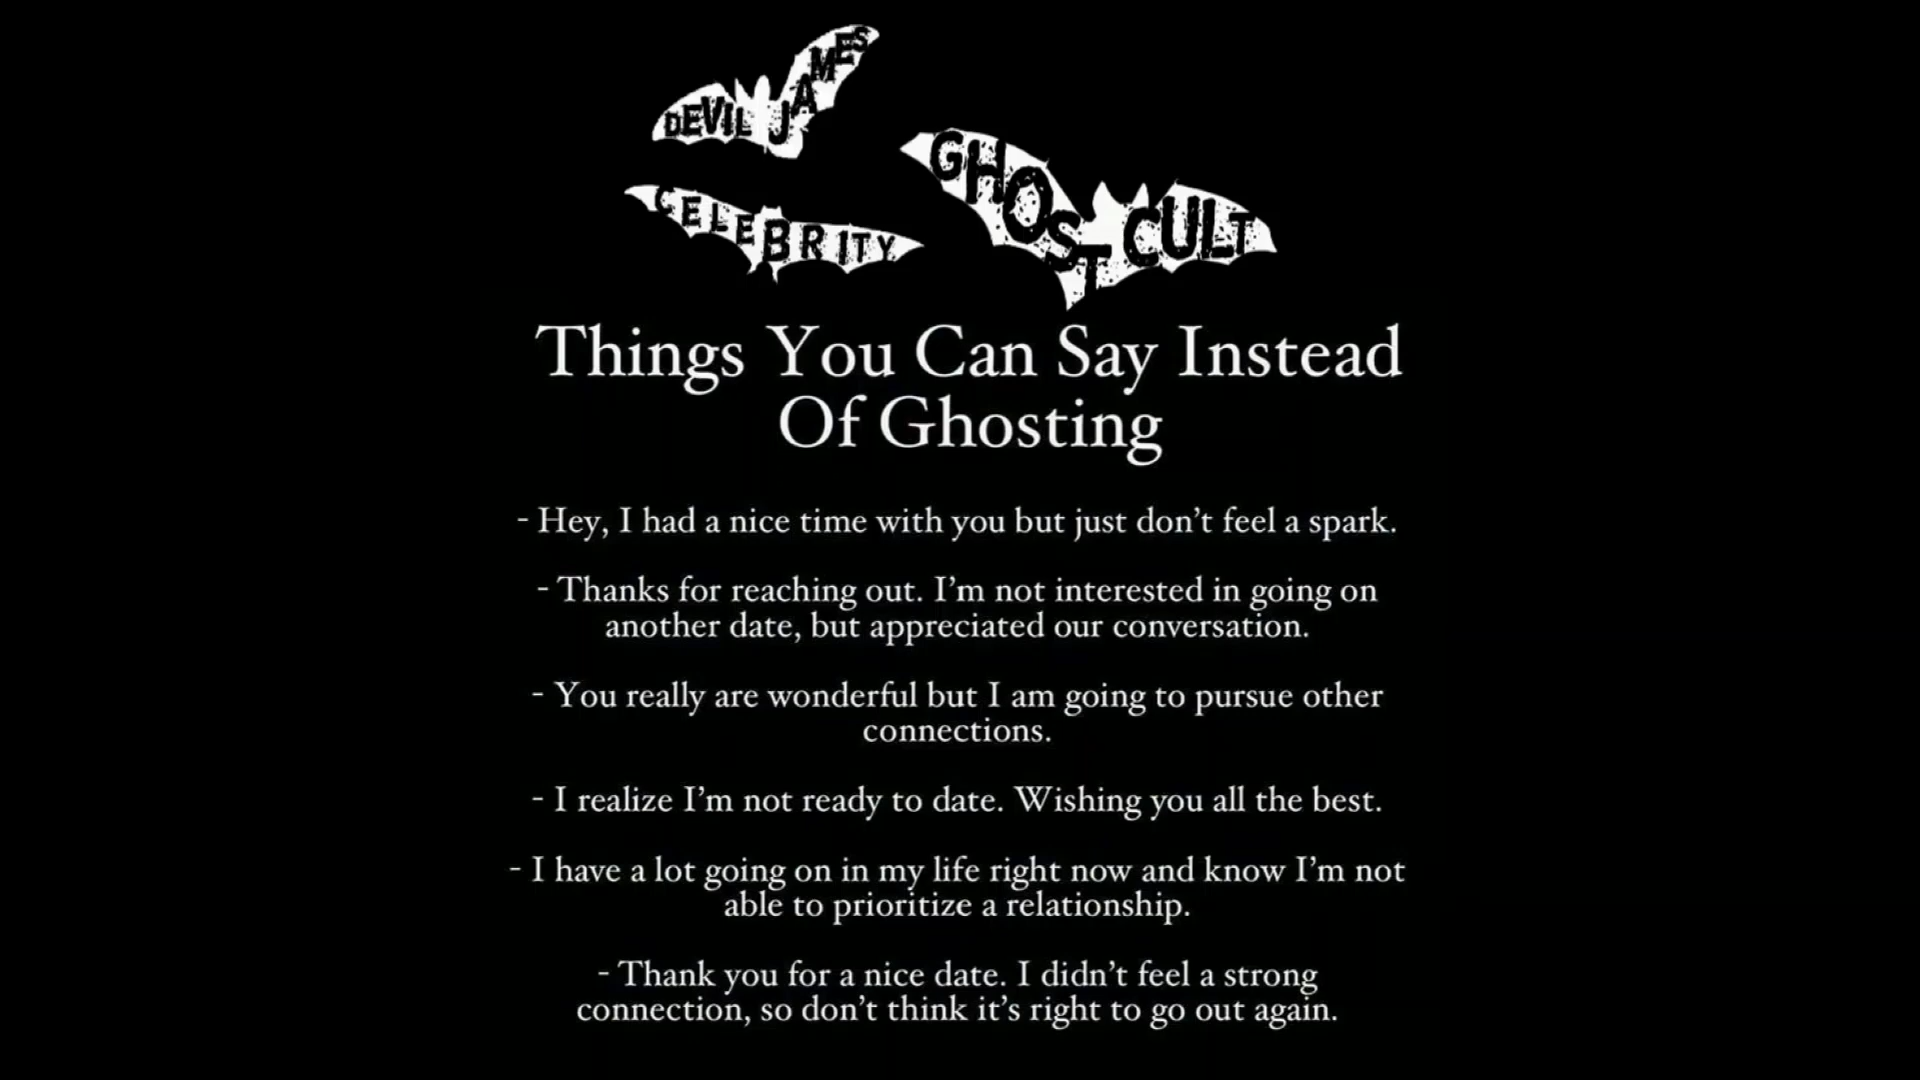 DEVIL JAMES
CELEBRITY
GHOST CULT
Things You Can Say Instead
Of Ghosting
- Hey, I had a nice time with you but just don’t feel a spark.
- Thanks for reaching out. I’m not interested in going on
another date, but appreciated our conversation.
- You really are wonderful but I am going to pursue other
connections.
- I realize I’m not ready to date. Wishing you all the best.
- I have a lot going on in my life right now and know I’m not
able to prioritize a relationship.
- Thank you for a nice date. I didn’t feel a strong
connection, so don’t think it’s right to go out again.